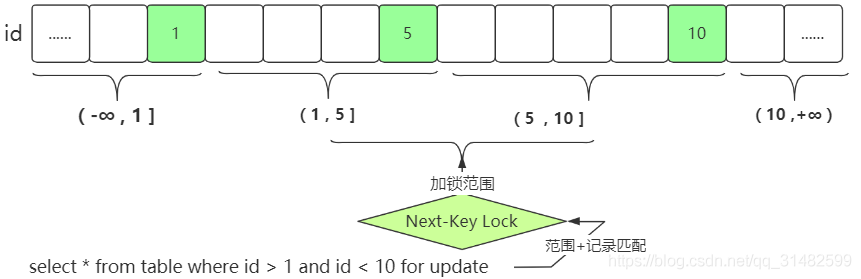 id ...... 1 5 10 ......
( -∞ , 1 ] ( 1 , 5 ] ( 5 , 10 ] ( 10 ,+∞ )
加锁范围
Next-Key Lock
范围+记录匹配
select * from table where id > 1 and id < 10 for update
https://blog.csdn.net/qq_31482599